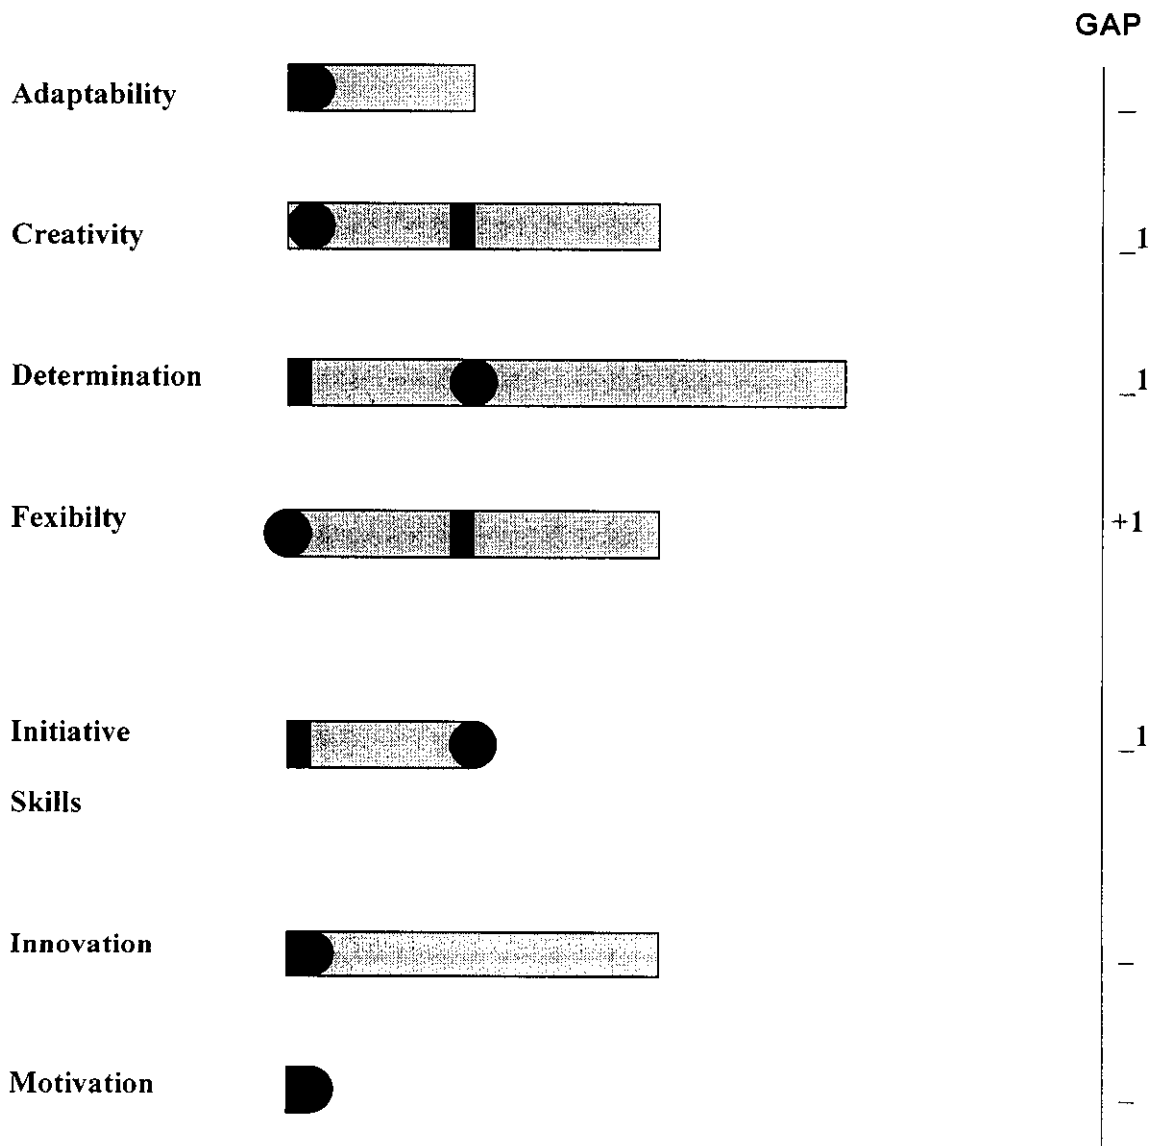 GAP
Adaptability –
Creativity _1
Determination _1
Fexibilty +1
Initiative _1
Skills
Innovation –
Motivation –